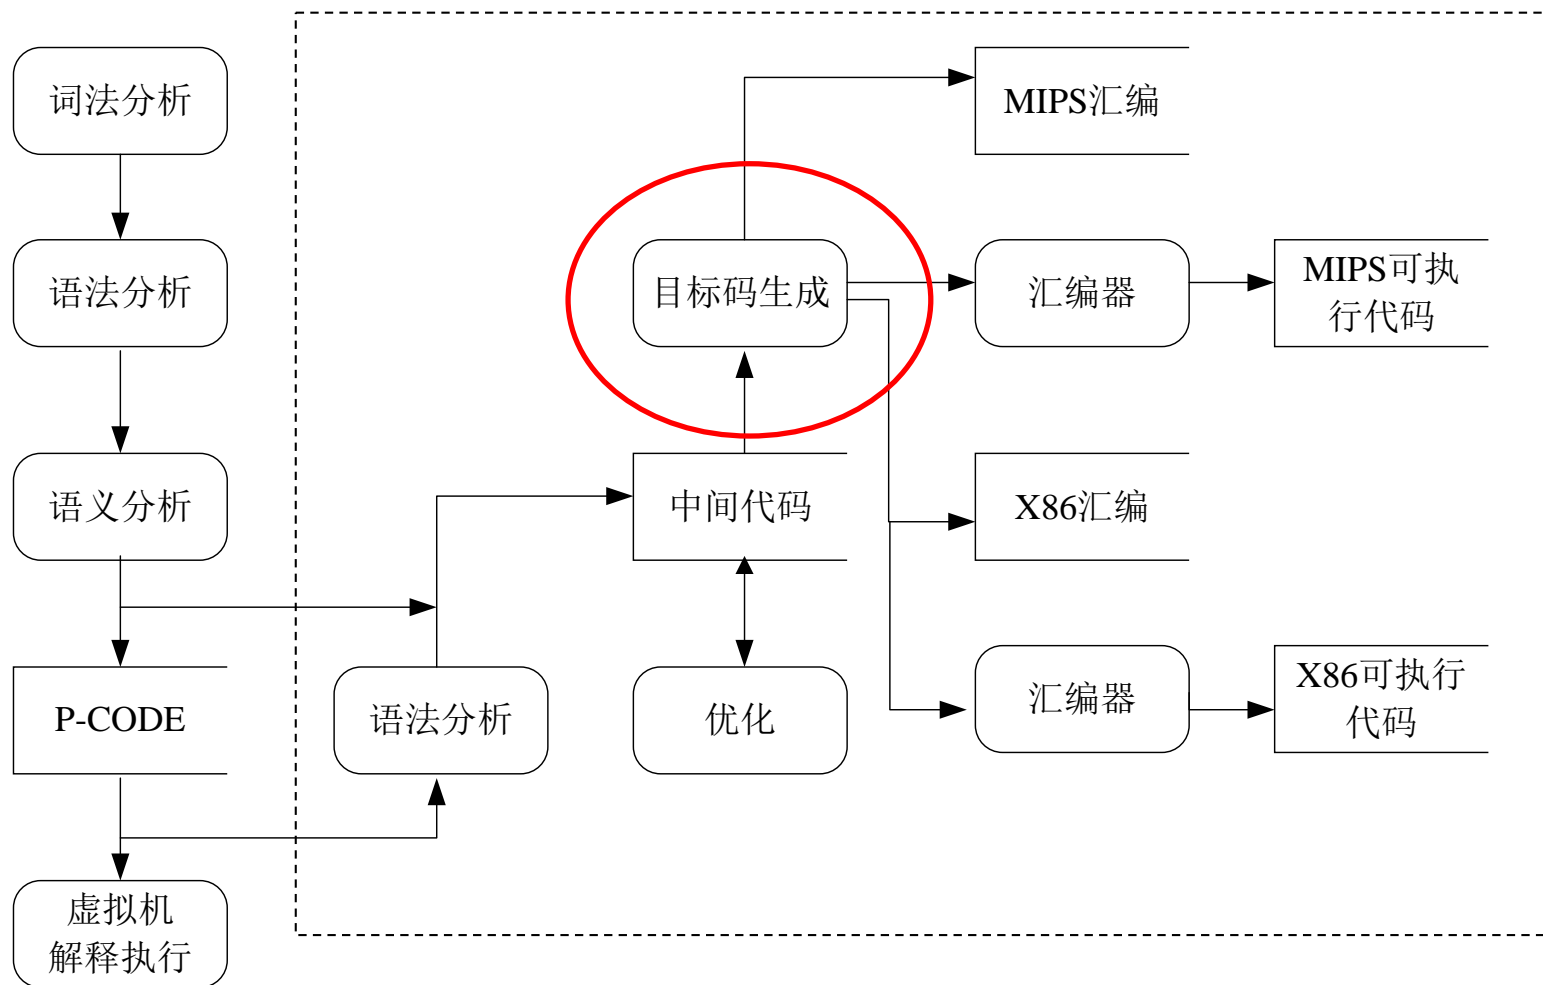 词法分析
语法分析
语义分析
P-CODE
虚拟机
解释执行
语法分析
中间代码
优化
目标码生成
MIPS汇编
汇编器
MIPS可执
行代码
X86汇编
汇编器
X86可执行
代码